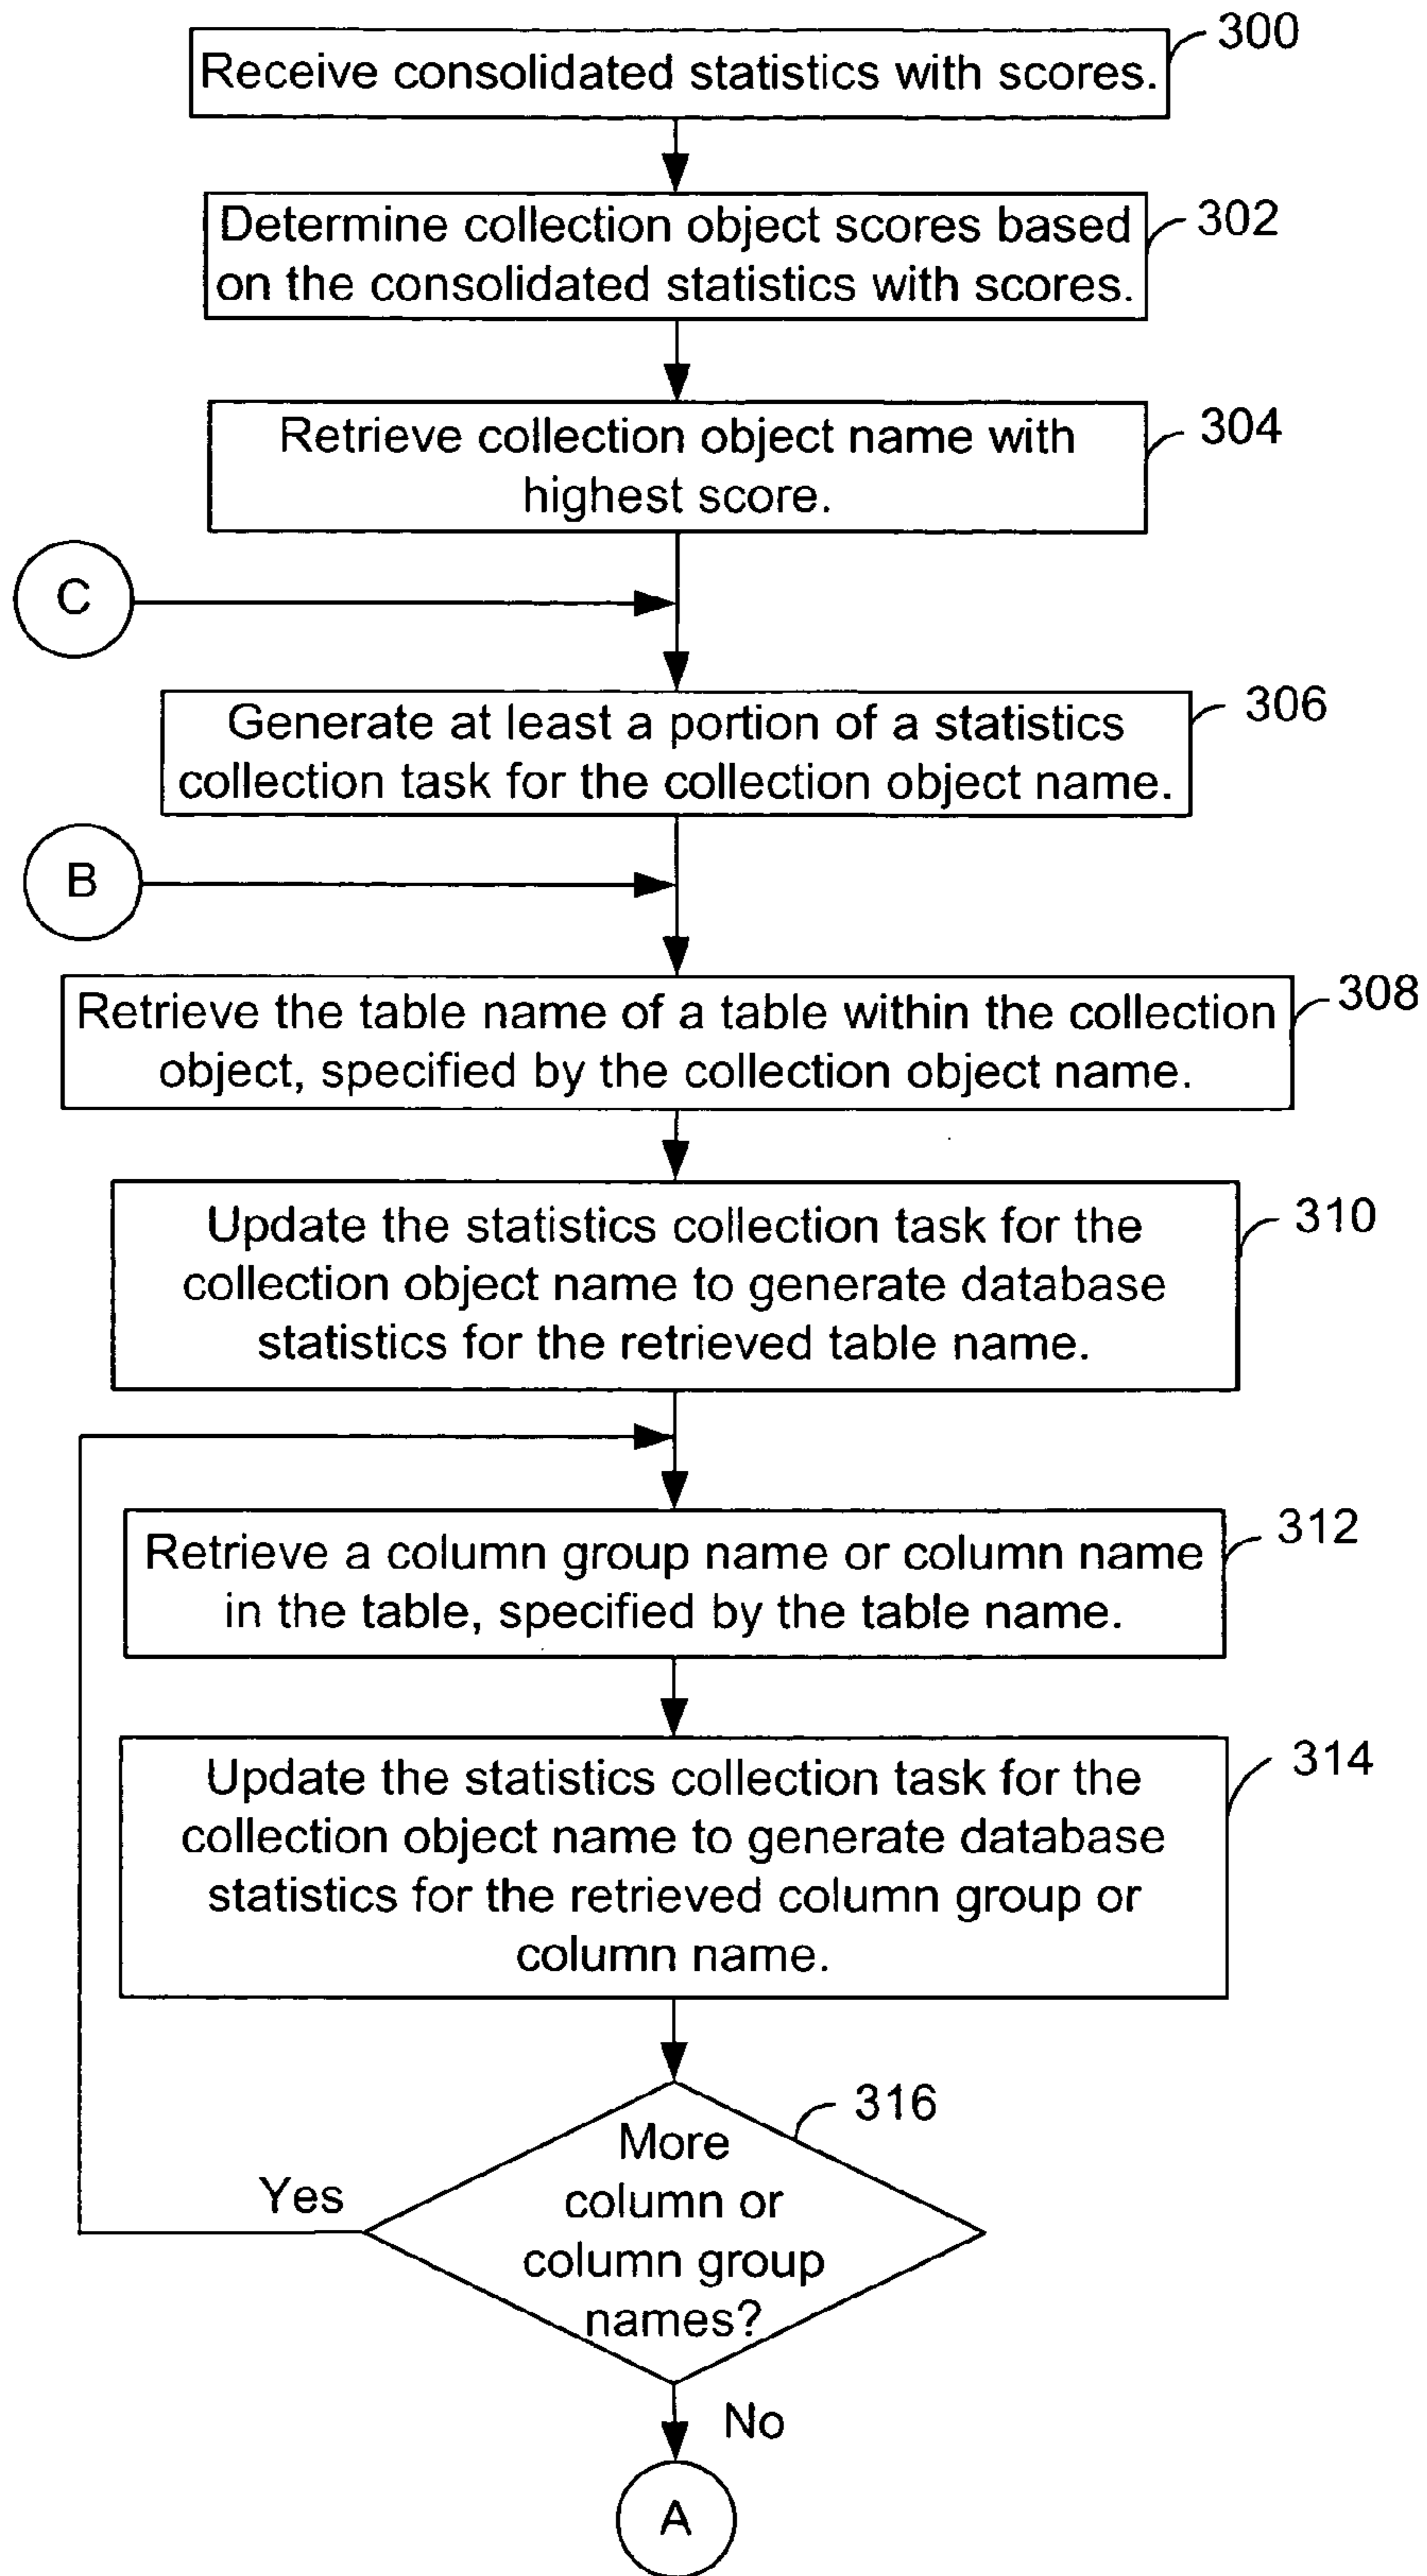 300
Receive consolidated statistics with scores.
302
Determine collection object scores based
on the consolidated statistics with scores.
304
Retrieve collection object name with
highest score.
C
306
Generate at least a portion of a statistics
collection task for the collection object name.
B
308
Retrieve the table name of a table within the collection
object, specified by the collection object name.
310
Update the statistics collection task for the
collection object name to generate database
statistics for the retrieved table name.
312
Retrieve a column group name or column name
in the table, specified by the table name.
314
Update the statistics collection task for the
collection object name to generate database
statistics for the retrieved column group or
column name.
316
More
column or
column group
names?
Yes
No
A